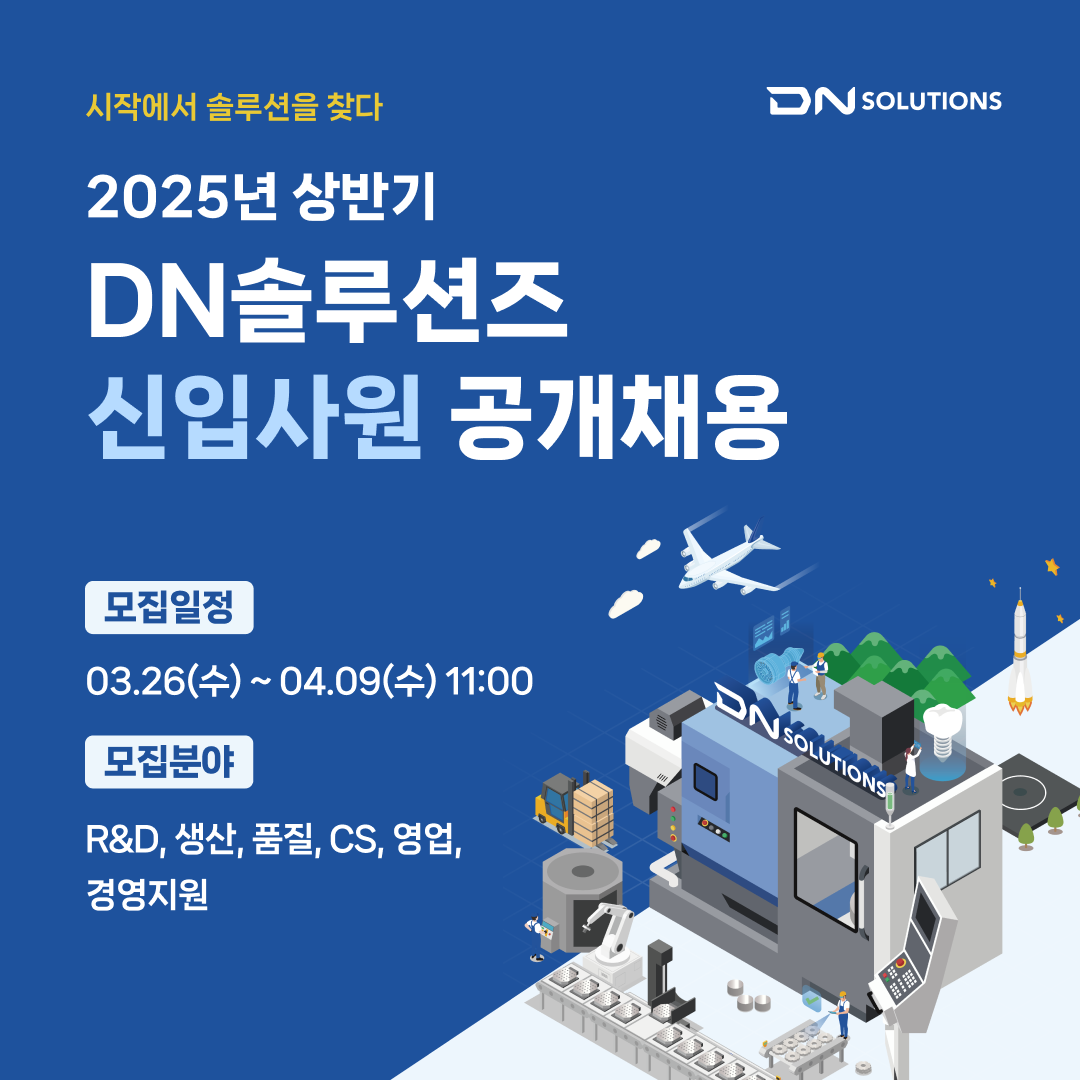 시작에서 솔루션을 찾다
DN SOLUTIONS
2025년 상반기
DN솔루션즈
신입사원 공개채용
모집일정
03.26(수) ~ 04.09(수) 11:00
모집분야
R&D, 생산, 품질, CS, 영업,
경영지원
DN SOLUTIONS